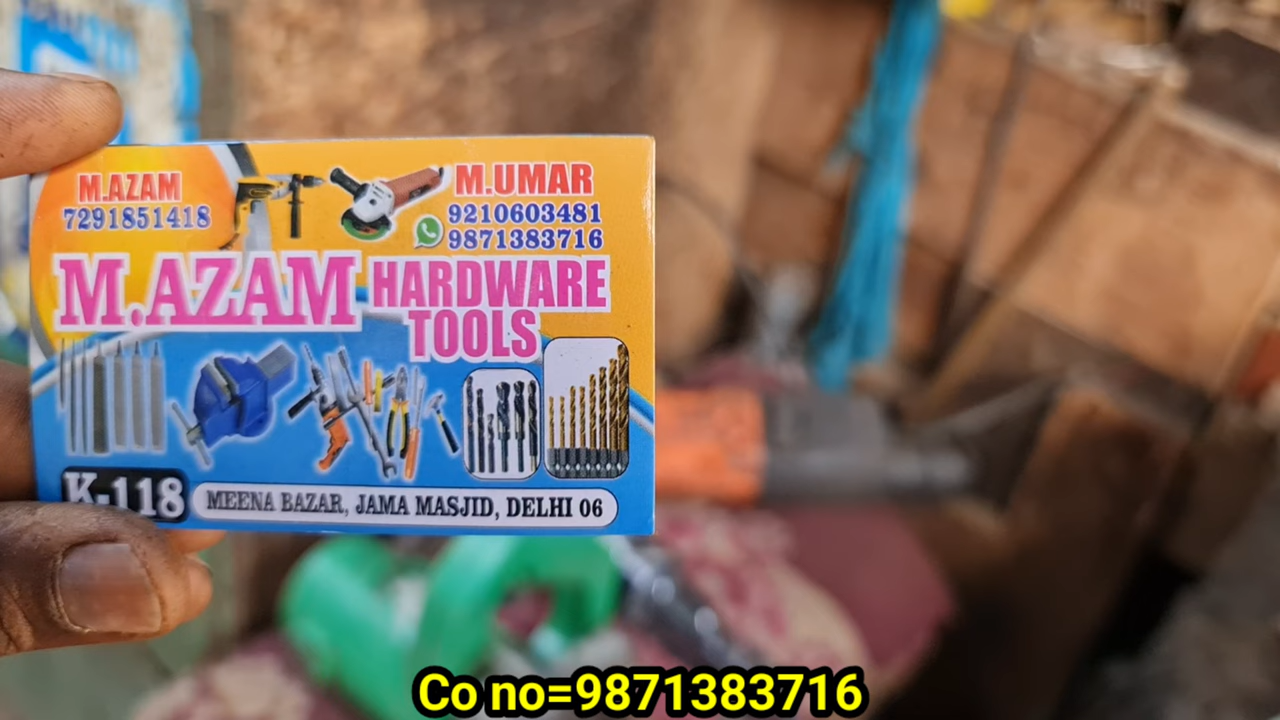 M.AZAM
7291851418
M.UMAR
9210603481
9871383716
M.AZAM HARDWARE
TOOLS
K-118
MEENA BAZAR, JAMA MASJID, DELHI 06
Co no=9871383716